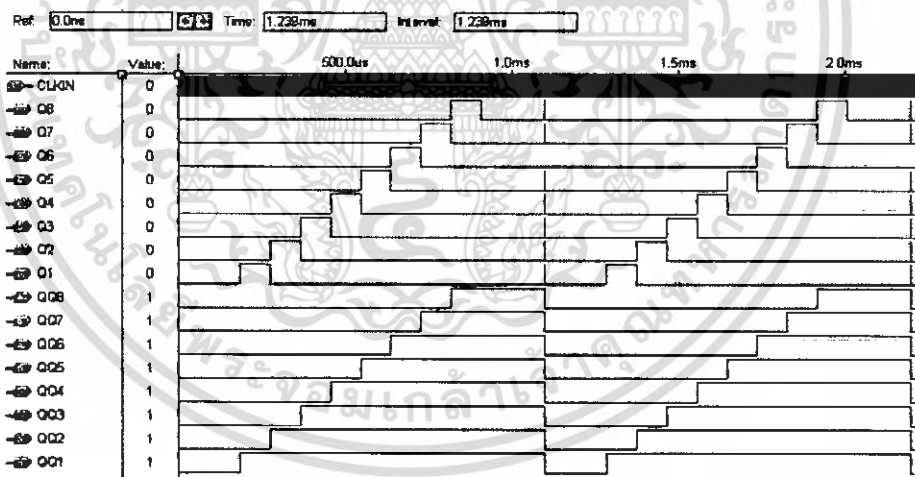 Ref: 0.0ns Time: 1.239ms Interval: 1.239ms
Name: Value: 500.0us 1.0ms 1.5ms 2.0ms
CLKIN 0
Q8 0
Q7 0
Q6 0
Q5 0
Q4 0
Q3 0
Q2 0
Q1 0
QQ8 1
QQ7 1
QQ6 1
QQ5 1
QQ4 1
QQ3 1
QQ2 1
QQ1 1